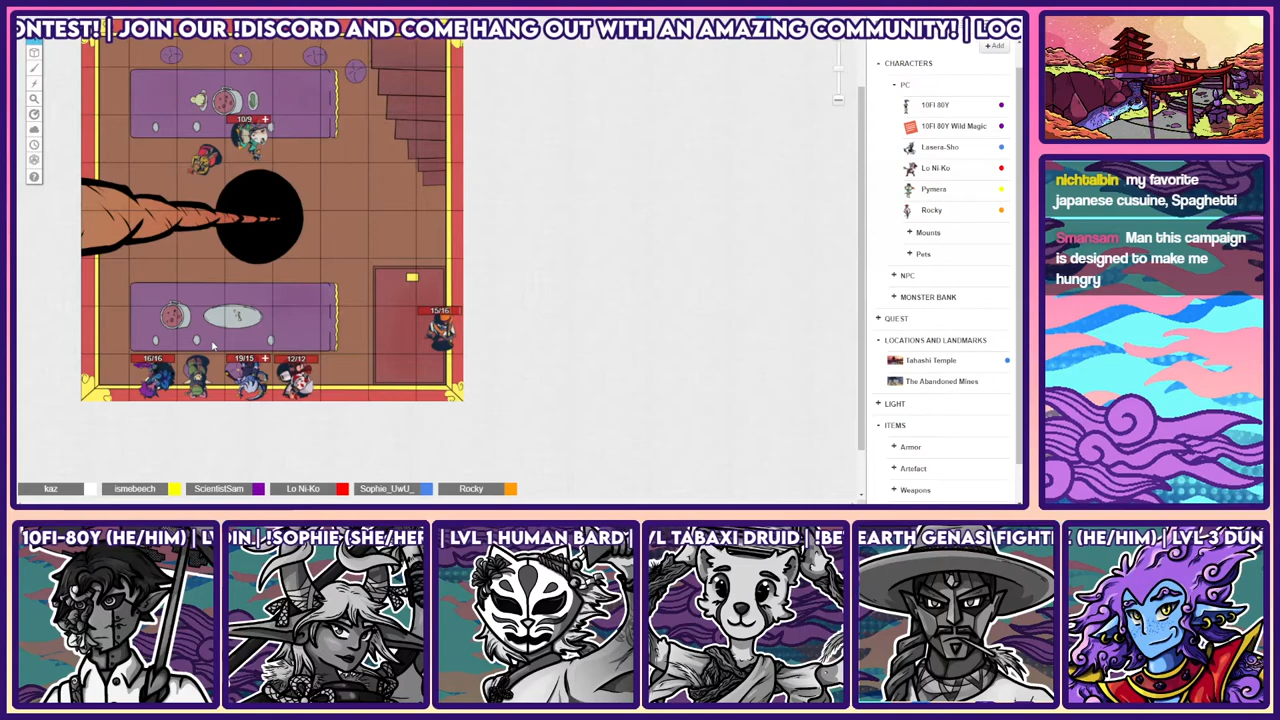 ONTEST! | JOIN OUR !DISCORD AND COME HANG OUT WITH AN AMAZING COMMUNITY! | LOO
Add
CHARACTERS
PC
10FI 80Y
10FI 80Y Wild Magic
Lasera-Sho
Lo Ni-Ko
Pymera
Rocky
Mounts
Pets
NPC
MONSTER BANK
QUEST
LOCATIONS AND LANDMARKS
Tahashi Temple
The Abandoned Mines
LIGHT
ITEMS
Armor
Artefact
Weapons
10/9
15/16
16/16
19/15
12/12
kaz
ismebeech
ScientistSam
Lo Ni-Ko
Sophie_UwU_
Rocky
nichtalbin my favorite
japanese cusuine, Spaghetti
Smansam Man this campaign
is designed to make me
hungry
10FI-80Y (HE/HIM) | LV
OIN | !SOPHIE (SHE/HER
| LVL 1 HUMAN BARD |
VL TABAXI DRUID | !BE
EARTH GENASI FIGHT
(HE/HIM) | LVL 3 DUN